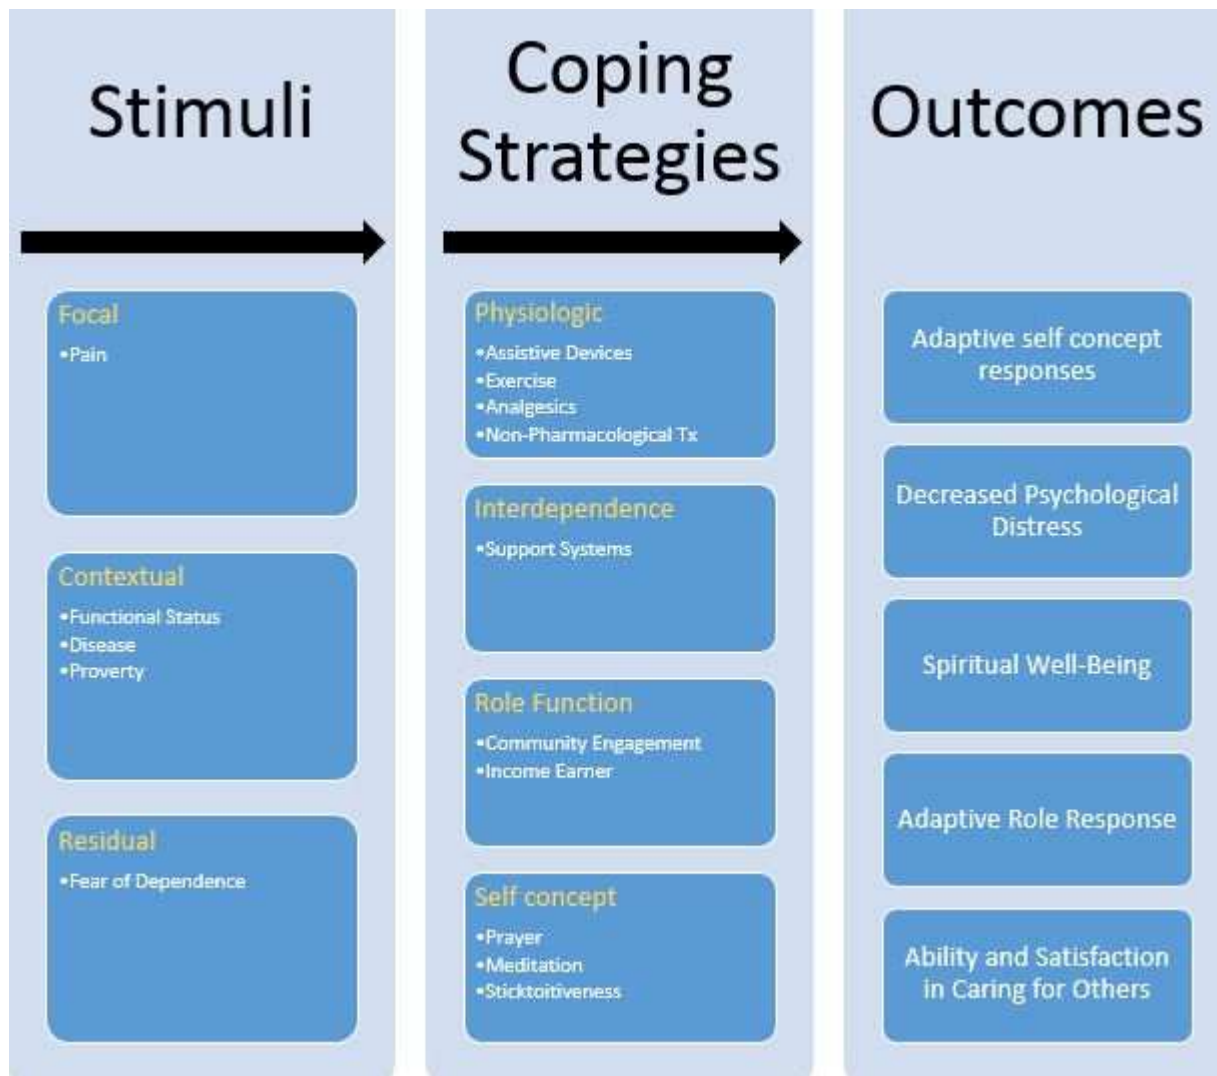 Stimuli
Focal
•Pain
Contextual
•Functional Status
•Disease
•Proverty
Residual
•Fear of Dependence
Coping
Strategies
Physiologic
•Assistive Devices
•Exercise
•Analgesics
•Non-Pharmacological Tx
Interdependence
•Support Systems
Role Function
•Community Engagement
•Income Earner
Self concept
•Prayer
•Meditation
•Sticktoitiveness
Outcomes
Adaptive self concept
responses
Decreased Psychological
Distress
Spiritual Well-Being
Adaptive Role Response
Ability and Satisfaction
in Caring for Others